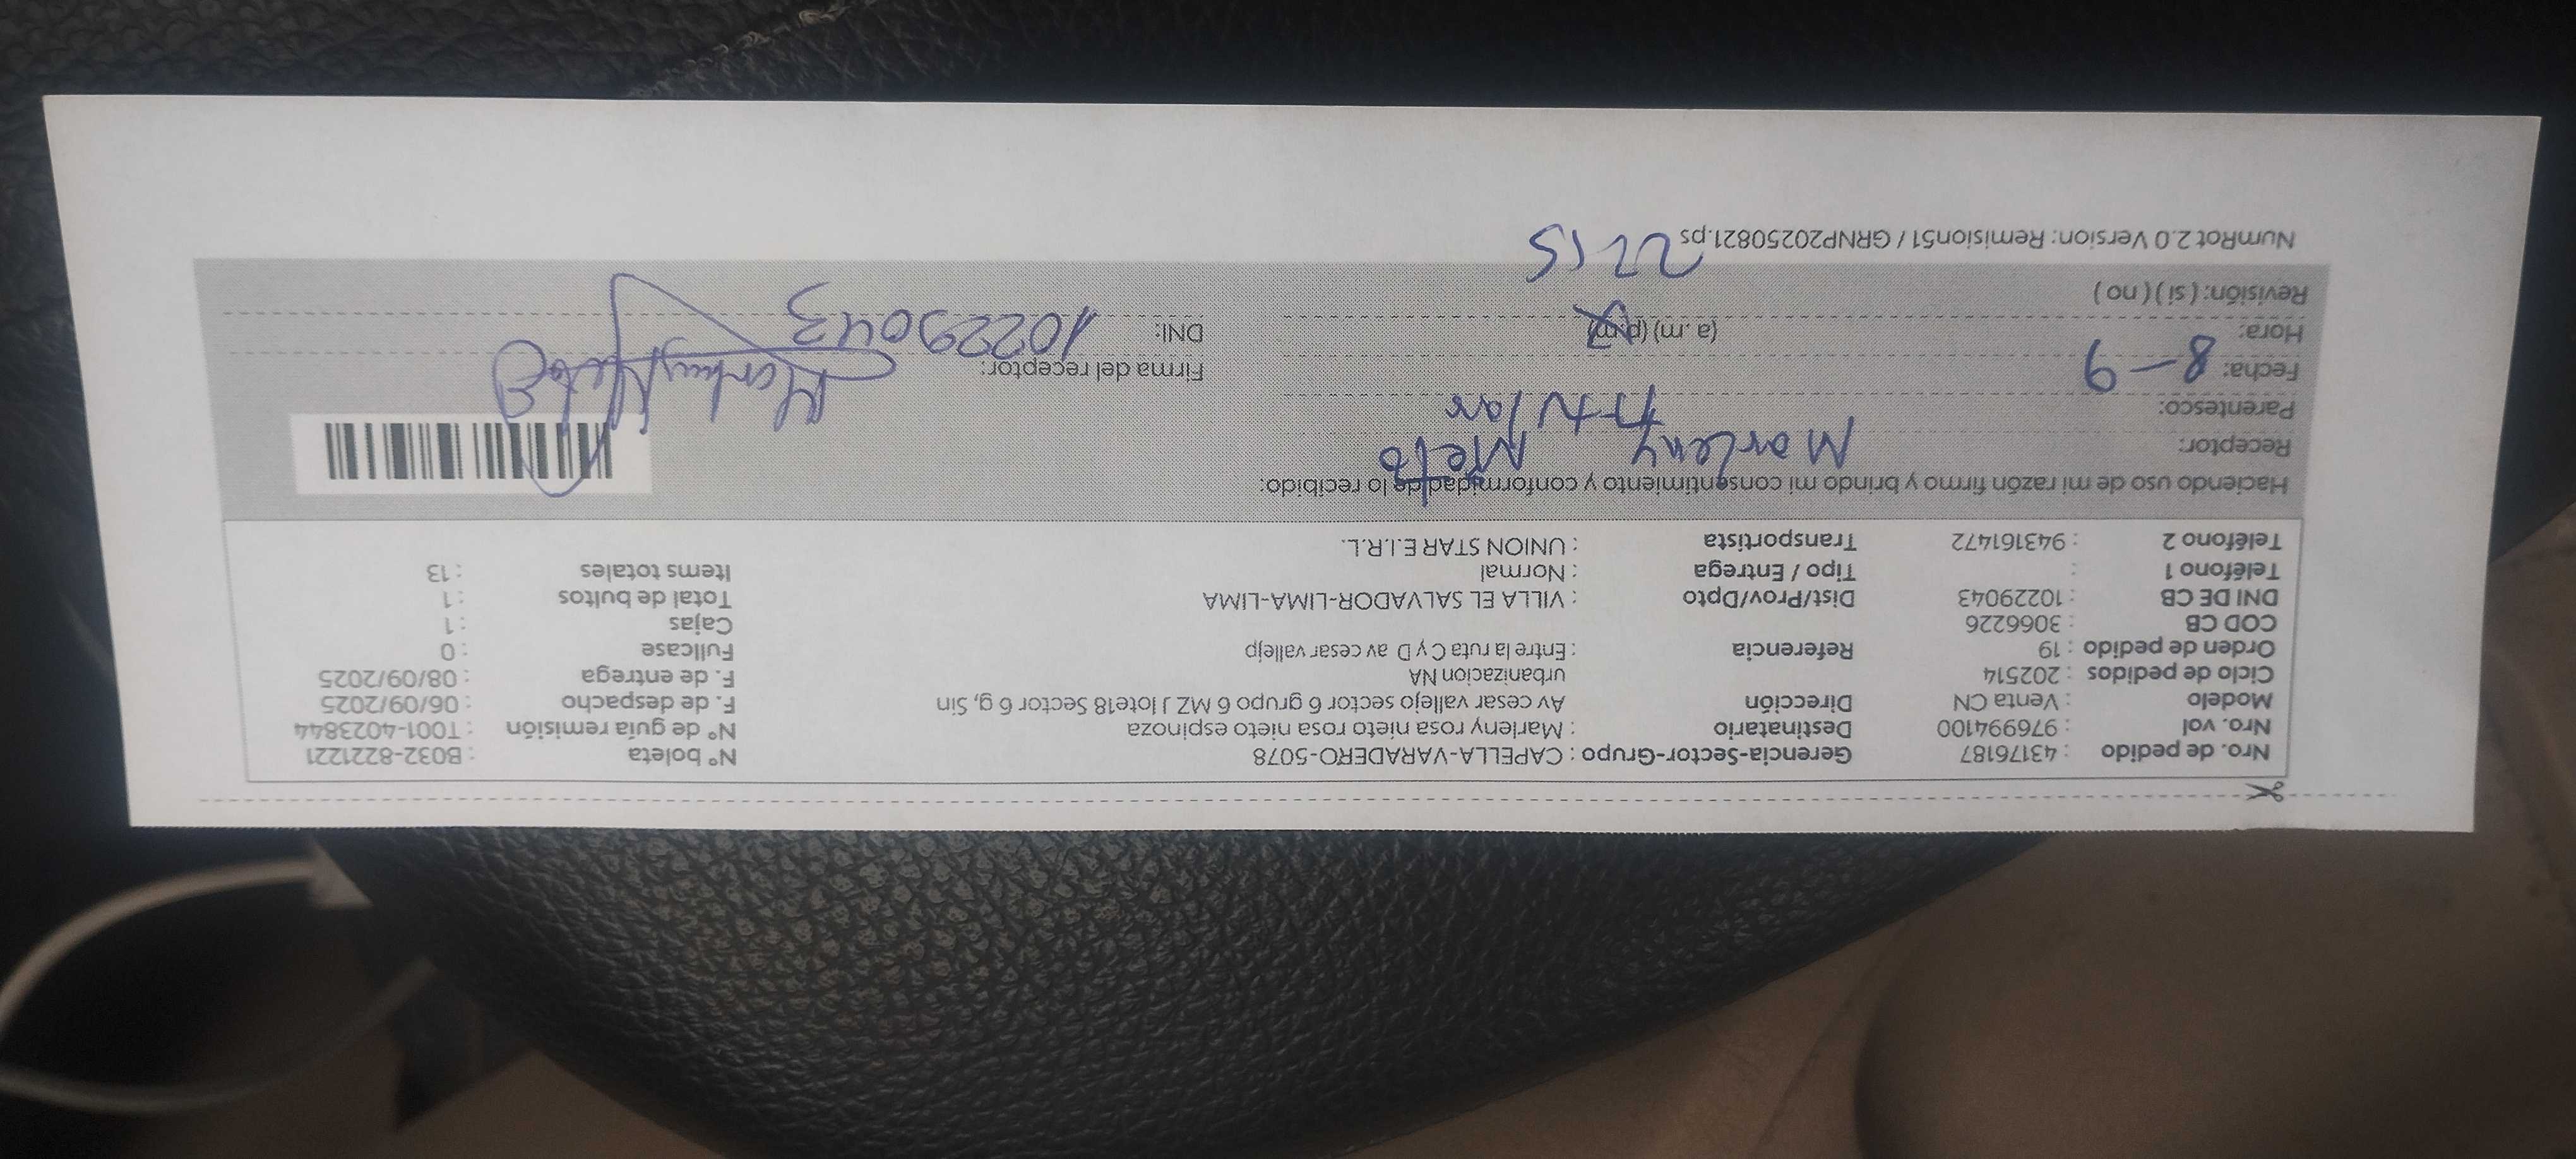 Nro. de pedido : 43176187 Gerencia-Sector-Grupo : CAPELLA-VARADERO-5078 N° boleta : B032-8221221
Nro. vol : 976994100 Destinatario : Marleny rosa nieto rosa nieto espinoza N° de guía remisión : T001-4023844
Modelo : Venta CN Dirección : Av cesar vallejo sector 6 grupo 6 MZ J lote18 Sector 6, g 6, Sin F. de despacho : 06/09/2025
Ciclo de pedidos : 202514 urbanizacion NA F. de entrega : 08/09/2025
Orden de pedido : 19 Referencia : Entre la ruta C y D av cesar vallejp Fullcase : 0
COD CB : 3066226 Cajas : 1
DNI DE CB : 10229043 Dist/Prov/Dpto : VILLA EL SALVADOR-LIMA-LIMA Total de bultos : 1
Teléfono 1 : Tipo / Entrega : Normal Items totales : 13
Teléfono 2 : 943161472 Transportista : UNION STAR E.I.R.L.
Haciendo uso de mi razón firmo y brindo mi consentimiento y conformidad de lo recibido:
Receptor: Marleny Nieto
Parentesco: titular
Fecha: 8-9 Firma del receptor:
Hora: (a. m) (p.m) DNI: 10229043
Revisión: ( si ) ( no )
2215
NumRot 2.0 Version: Remision51 / GRNP20250821.ps